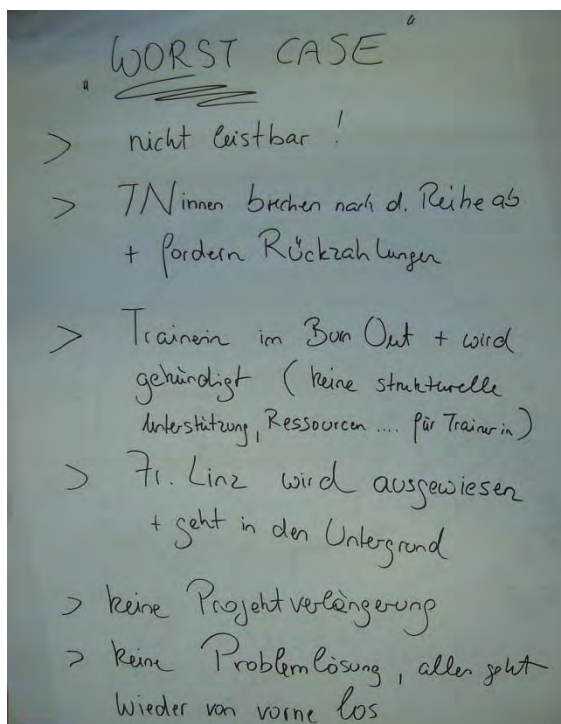 „WORST CASE"
> nicht leistbar!
> TNinnen brechen nach d. Reihe ab
+ fordern Rückzahlungen
> Trainerin im Burn Out + wird
gekündigt (keine strukturelle
Unterstützung, Ressourcen .... für Trainerin)
> Fr. Linz wird ausgewiesen
+ geht in den Untergrund
> keine Projektverlängerung
> keine Problemlösung, alles geht
wieder von vorne los